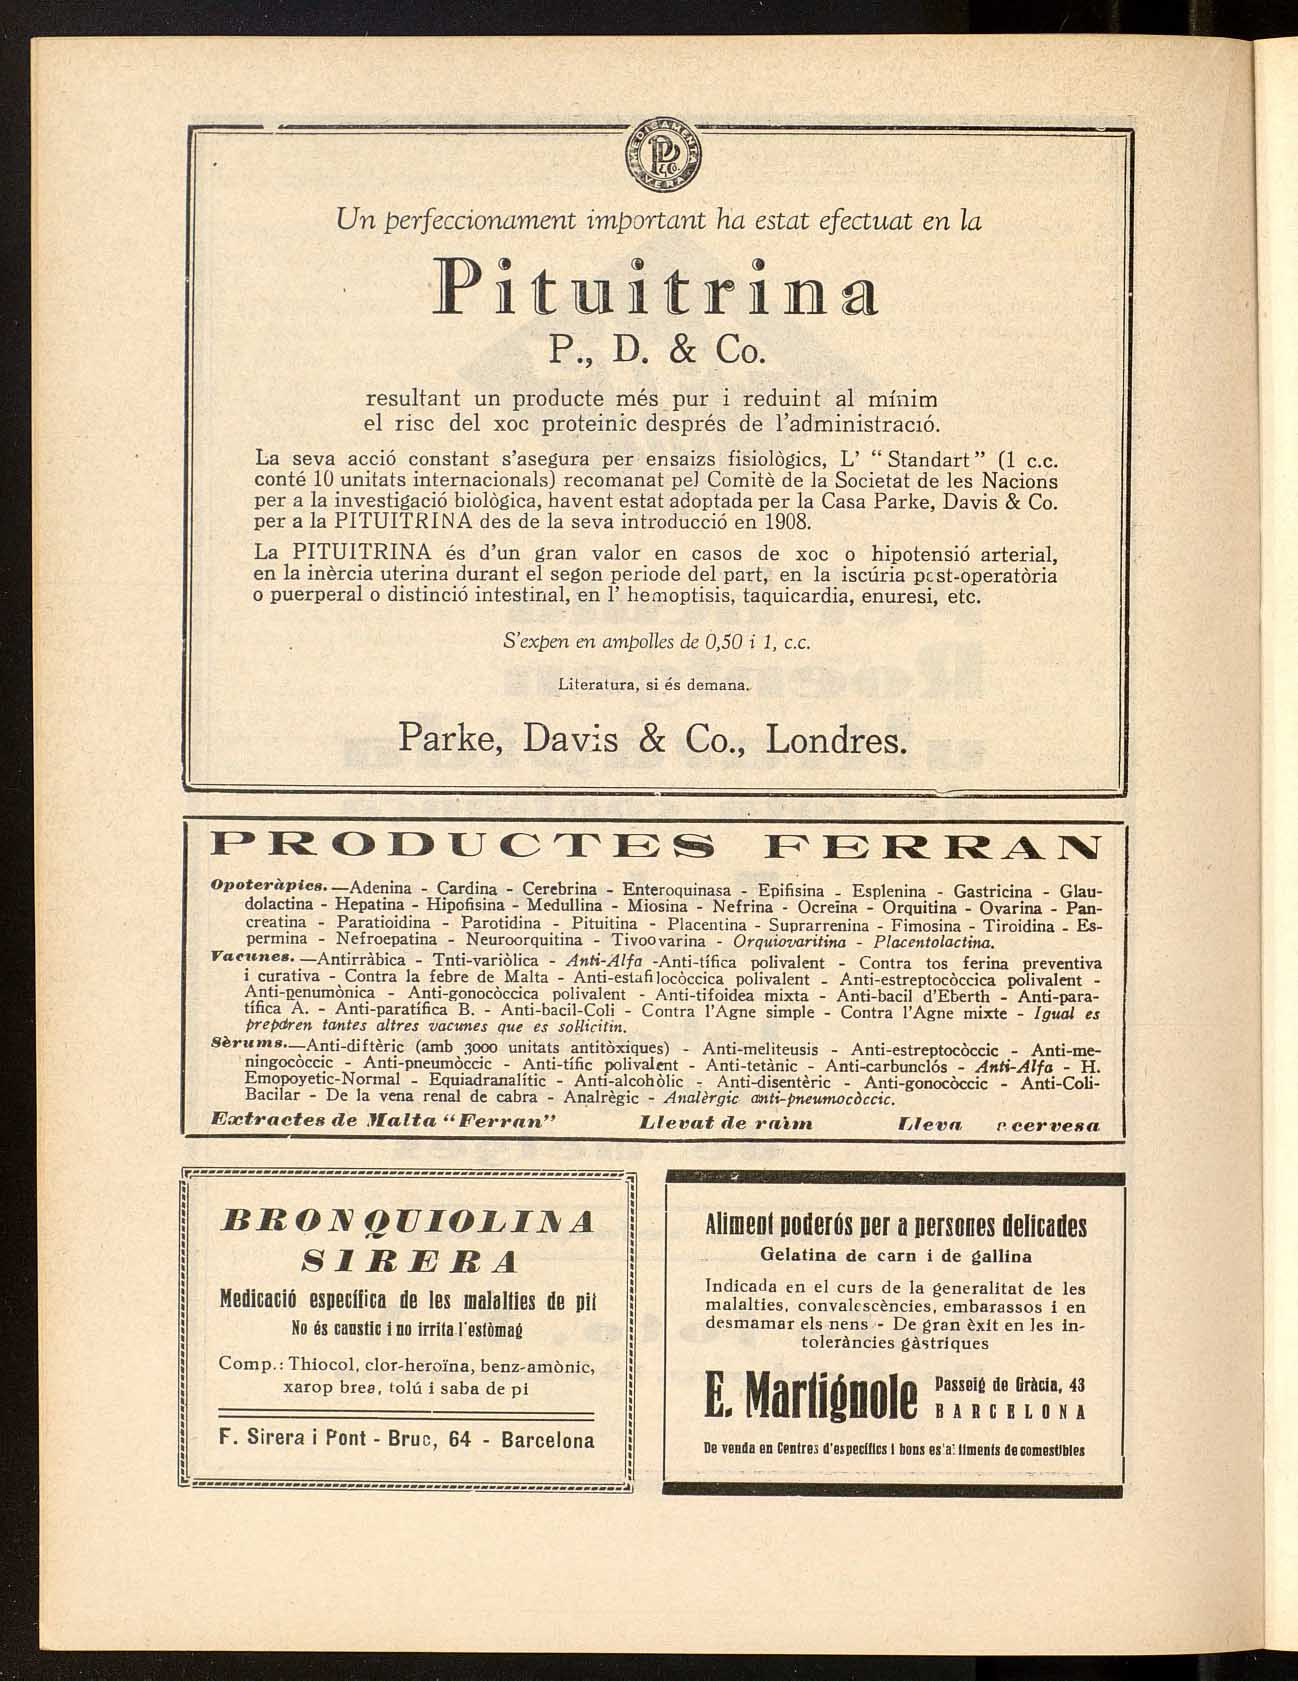 MEDICAMENTA VERA
P D & Co.
Un perfeccionament important ha estat efectuat en la
Pituitrina
P., D. & Co.
resultant un producte més pur i reduint al mínim
el risc del xoc proteinic després de l'administració.
La seva acció constant s'asegura per ensaizs fisiològics, L' “ Standart ” (1 c.c.
conté 10 unitats internacionals) recomanat pel Comitè de la Societat de les Nacions
per a la investigació biològica, havent estat adoptada per la Casa Parke, Davis & Co.
per a la PITUITRINA des de la seva introducció en 1908.
La PITUITRINA és d'un gran valor en casos de xoc o hipotensió arterial,
en la inèrcia uterina durant el segon periode del part, en la iscúria post-operatòria
o puerperal o distinció intestinal, en l' hemoptisis, taquicardia, enuresi, etc.
S'expen en ampolles de 0,50 i 1, c.c.
Literatura, si és demana.
Parke, Davis & Co., Londres.
PRODUCTES FERRAN
Opoteràpics.—Adenina - Cardina - Cerebrina - Enteroquinasa - Epifisina - Esplenina - Gastricina - Glau-
dolactina - Hepatina - Hipofisina - Medullina - Miosina - Nefrina - Ocreïna - Orquitina - Ovarina - Pan-
creatina - Paratioidina - Parotidina - Pituitina - Placentina - Suprarrenina - Fimosina - Tiroidina - Es-
permina - Nefroepatina - Neuroorquitina - Tivoovarina - Orquiovaritina - Placentolactina.
Vacunes.—Antirràbica - Tnti-variòlica - Anti-Alfa -Anti-tífica polivalent - Contra tos ferina preventiva
i curativa - Contra la febre de Malta - Anti-estafilocòccica polivalent - Anti-estreptocòccica polivalent -
Anti-penumònica - Anti-gonocòccica polivalent - Anti-tifoidea mixta - Anti-bacil d'Eberth - Anti-para-
tífica A. - Anti-paratífica B. - Anti-bacil-Coli - Contra l'Agne simple - Contra l'Agne mixte - Igual es
preparen tantes altres vacunes que es sol·licitin.
Sèrums.—Anti-diftèric (amb 3000 unitats antitòxiques) - Anti-meliteusis - Anti-estreptocòccic - Anti-me-
ningocòccic - Anti-pneumòccic - Anti-tífic polivalent - Anti-tetànic - Anti-carbunclós - Anti-Alfa - H.
Emopoyetic-Normal - Equiadranalític - Anti-alcohòlic - Anti-disentèric - Anti-gonocòccic - Anti-Coli-
Bacilar - De la vena renal de cabra - Analrègic - Analèrgic anti-pneumocòccic.
Extractes de Malta “Ferran” Llevat de raïm Lleva cervesa
BRONQUIOLINA
SIRERA
Medicació específica de les malalties de pit
No és caustic i no irrita l'estòmag
Comp.: Thiocol, clor-heroïna, benz-amònic,
xarop brea, tolú i saba de pi
F. Sirera i Pont - Bruc, 64 - Barcelona
Aliment poderós per a persones delicades
Gelatina de carn i de gallina
Indicada en el curs de la generalitat de les
malalties, convalescències, embarassos i en
desmamar els nens - De gran èxit en les in-
toleràncies gàstriques
E. Martignole
Passeig de Gràcia, 43
BARCELONA
De venda en Centres d'específics i bons es'abliments de comestibles